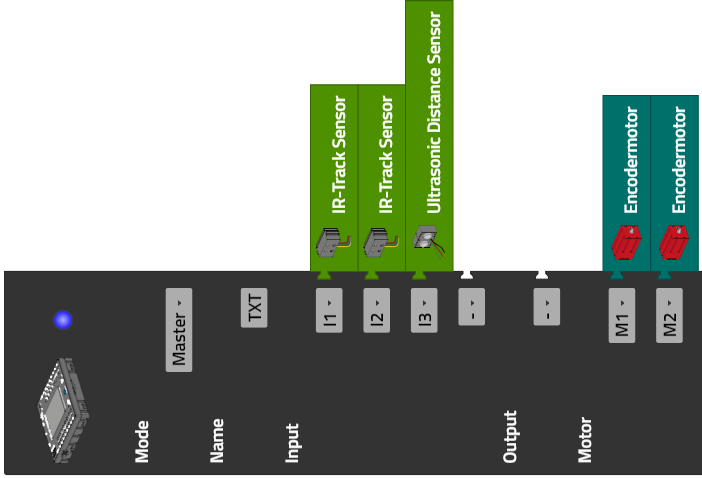 Mode
Master
Name
TXT
Input
I1 IR-Track Sensor
I2 IR-Track Sensor
I3 Ultrasonic Distance Sensor
-
Output
-
Motor
M1 Encodermotor
M2 Encodermotor